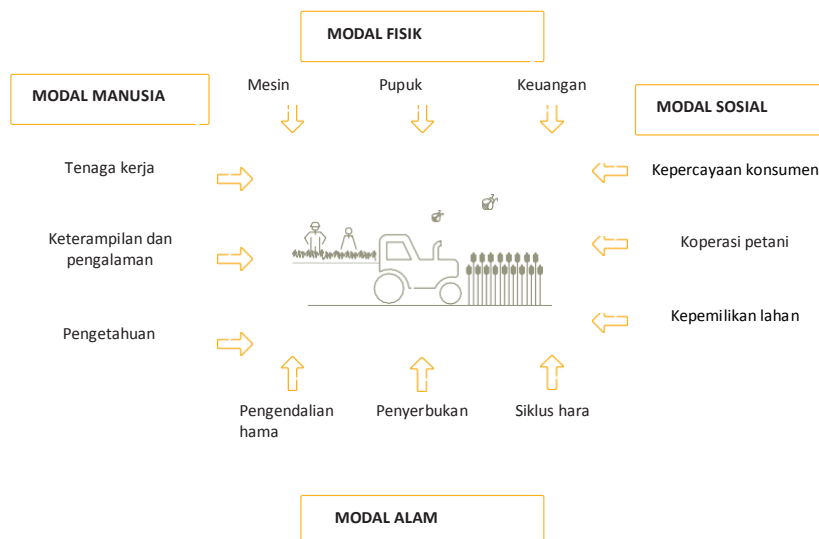 MODAL FISIK
Mesin
Pupuk
Keuangan
MODAL MANUSIA
MODAL SOSIAL
Tenaga kerja
Kepercayaan konsumen
Keterampilan dan
pengalaman
Koperasi petani
Pengetahuan
Kepemilikan lahan
Pengendalian
hama
Penyerbukan
Siklus hara
MODAL ALAM